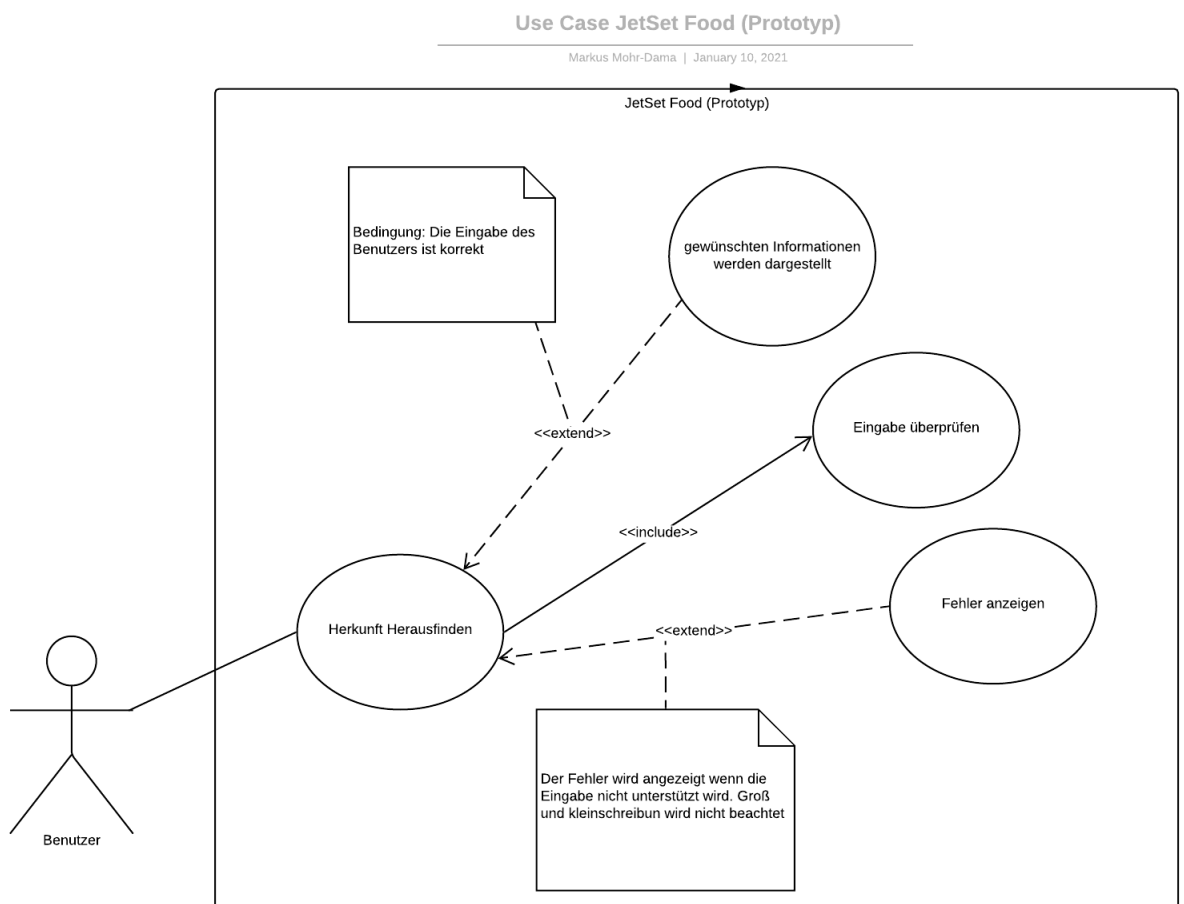 Use Case JetSet Food (Prototyp)
Markus Mohr-Dama | January 10, 2021
JetSet Food (Prototyp)
Bedingung: Die Eingabe des
Benutzers ist korrekt
gewünschten Informationen
werden dargestellt
<<extend>>
Eingabe überprüfen
<<include>>
Fehler anzeigen
Herkunft Herausfinden
<<extend>>
Der Fehler wird angezeigt wenn die
Eingabe nicht unterstützt wird. Groß
und kleinschreibun wird nicht beachtet
Benutzer